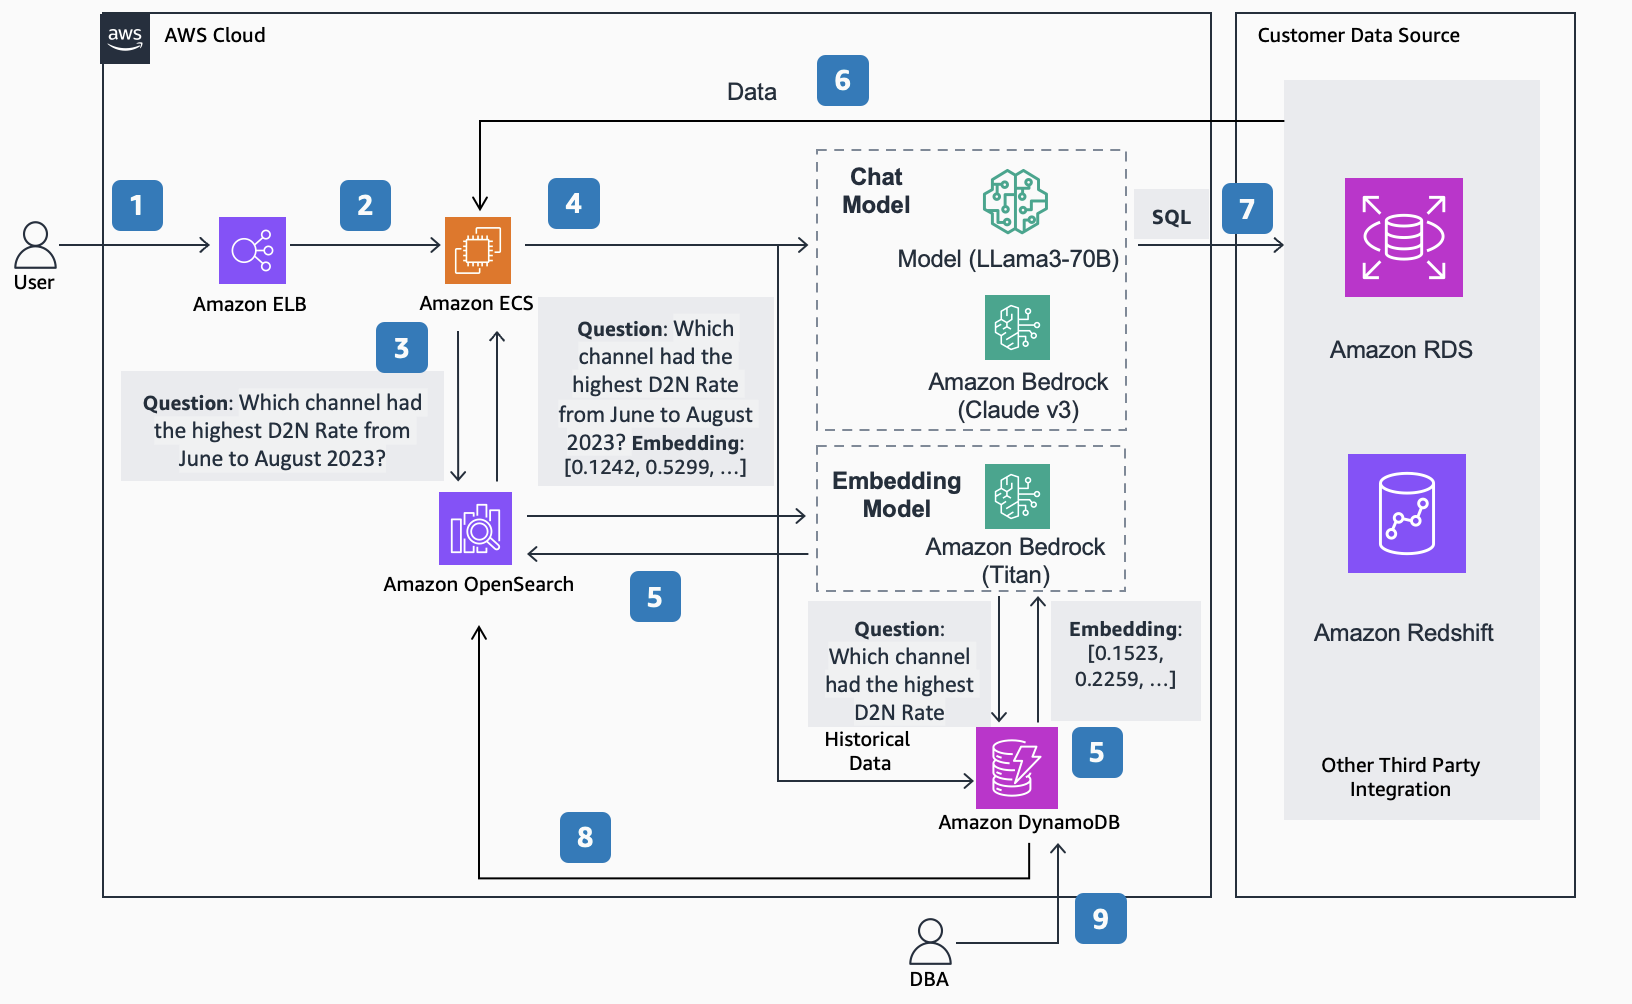 aws
AWS Cloud
Customer Data Source
Data
6
1
2
4
7
Chat
Model
SQL
Model (LLama3-70B)
User
Amazon ELB
Amazon ECS
3
Question: Which
channel had the
highest D2N Rate
from June to August
2023? Embedding:
[0.1242, 0.5299, ...]
Question: Which channel had
the highest D2N Rate from
June to August 2023?
Amazon Bedrock
(Claude v3)
Amazon RDS
Embedding
Model
Amazon Bedrock
(Titan)
Amazon OpenSearch
5
Question:
Which channel
had the highest
D2N Rate
Embedding:
[0.1523,
0.2259, ...]
Amazon Redshift
Historical
Data
5
Other Third Party
Integration
Amazon DynamoDB
8
9
DBA